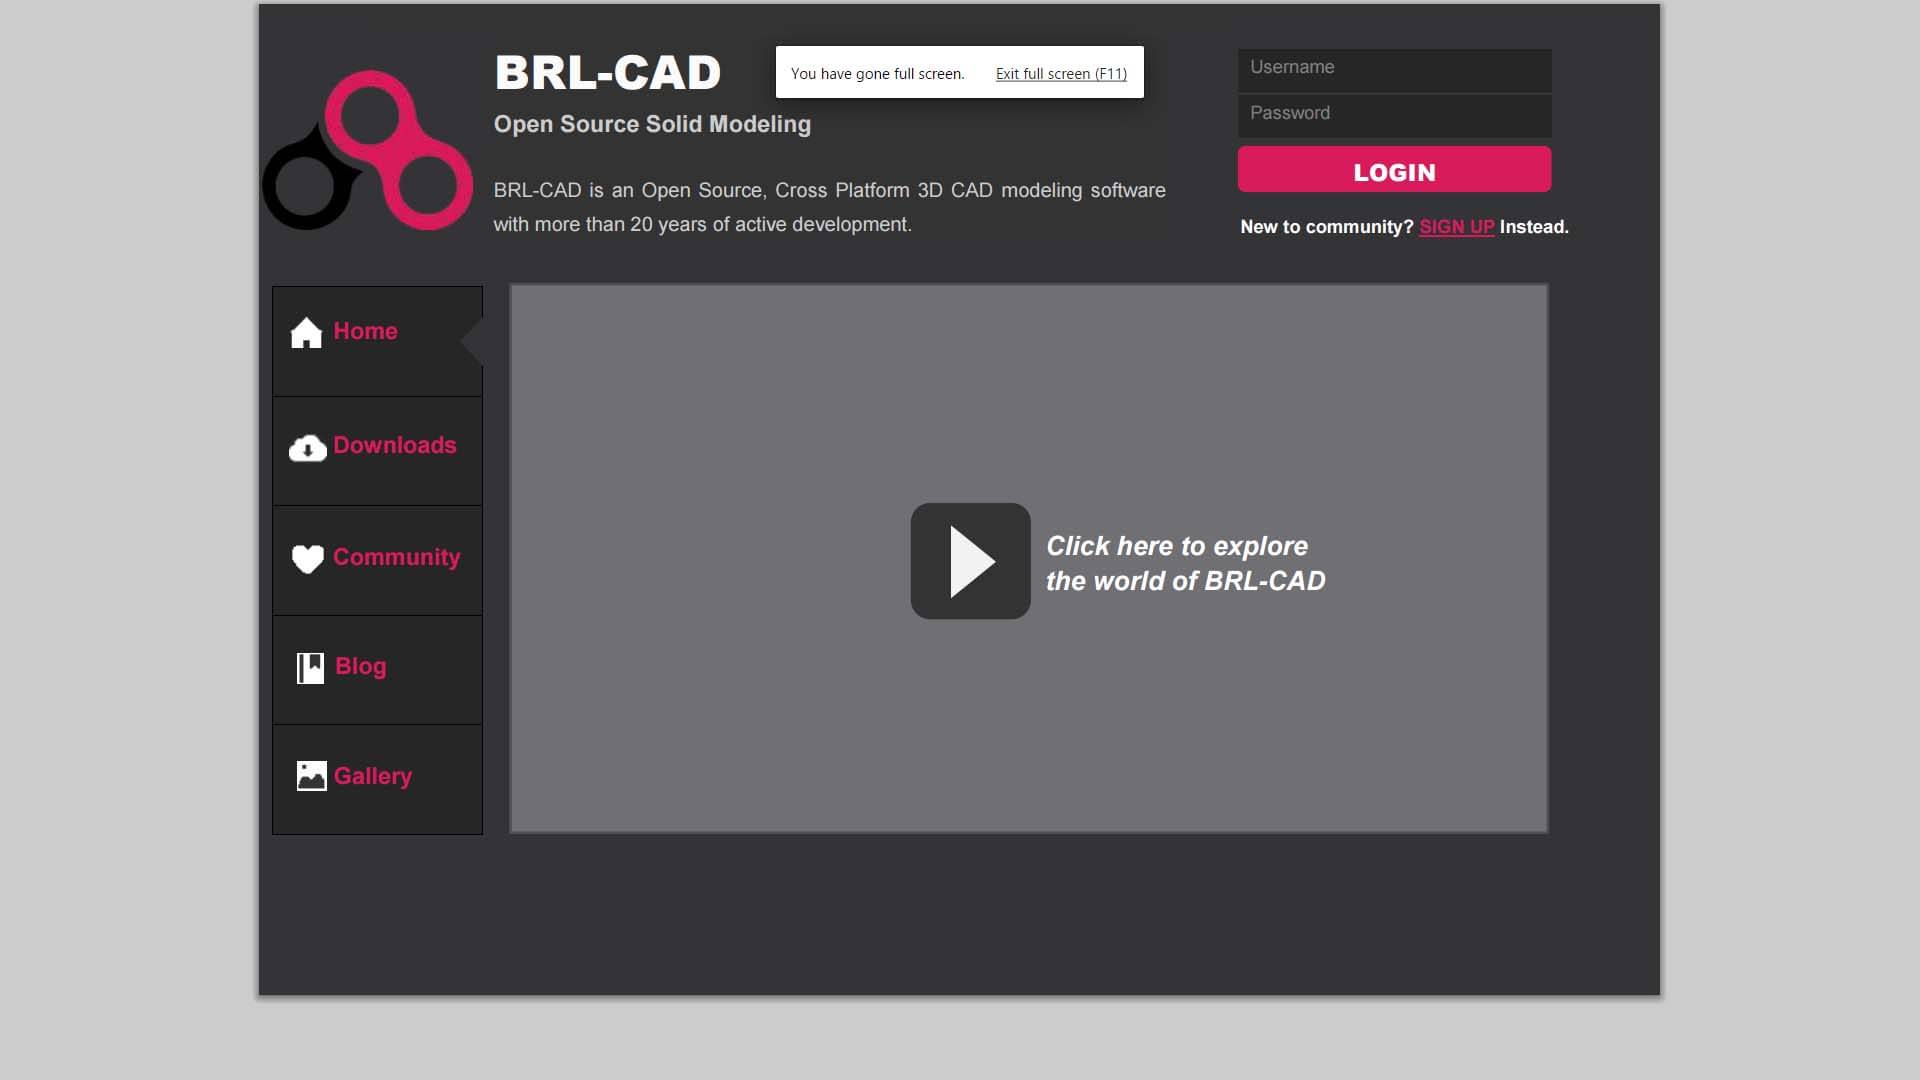 BRL-CAD
You have gone full screen. Exit full screen (F11)
Open Source Solid Modeling
BRL-CAD is an Open Source, Cross Platform 3D CAD modeling software
with more than 20 years of active development.
Username
Password
LOGIN
New to community? SIGN UP Instead.
Home
Downloads
Community
Blog
Gallery
Click here to explore
the world of BRL-CAD